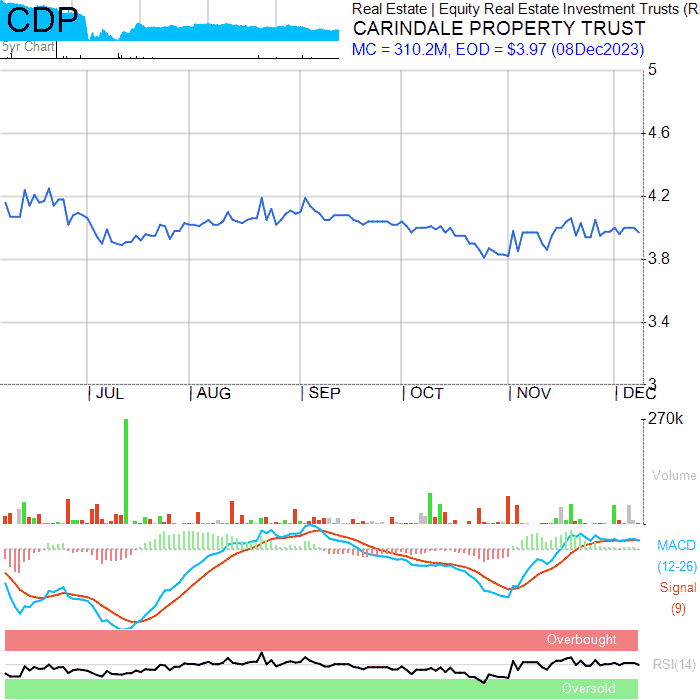 CDP
5yr Chart
Real Estate | Equity Real Estate Investment Trusts (R
CARINDALE PROPERTY TRUST
MC = 310.2M, EOD = $3.97 (08Dec2023)
5
4.6
4.2
3.8
3.4
3
JUL AUG SEP OCT NOV DEC
270k
Volume
MACD
(12-26)
Signal
(9)
Overbought
RSI(14)
Oversold